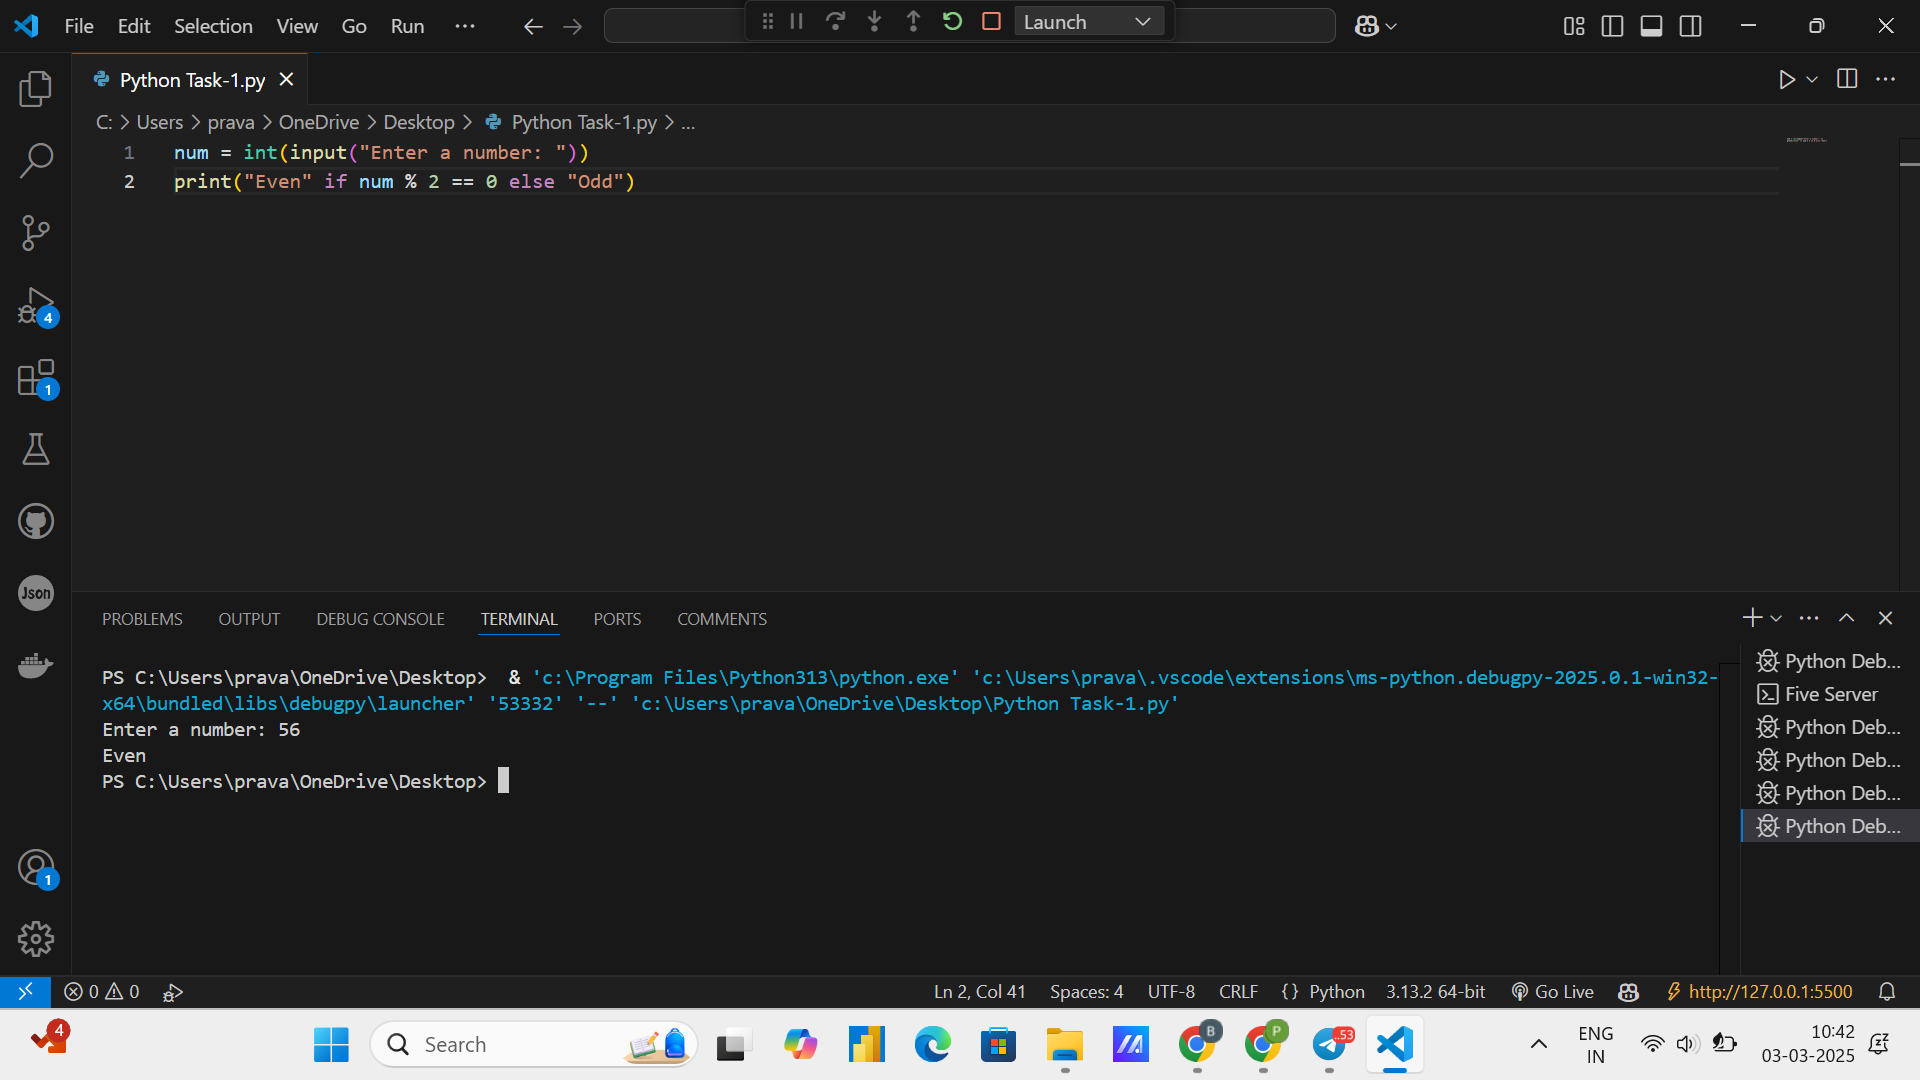 File Edit Selection View Go Run ... Launch
Python Task-1.py
C: > Users > prava > OneDrive > Desktop > Python Task-1.py > ...
1 num = int(input("Enter a number: "))
2 print("Even" if num % 2 == 0 else "Odd")
4
1
Json
PROBLEMS OUTPUT DEBUG CONSOLE TERMINAL PORTS COMMENTS
PS C:\Users\prava\OneDrive\Desktop>  & 'c:\Program Files\Python313\python.exe' 'c:\Users\prava\.vscode\extensions\ms-python.debugpy-2025.0.1-win32-
x64\bundled\libs\debugpy\launcher' '53332' '--' 'c:\Users\prava\OneDrive\Desktop\Python Task-1.py'
Enter a number: 56
Even
PS C:\Users\prava\OneDrive\Desktop>
Python Deb...
Five Server
Python Deb...
Python Deb...
Python Deb...
Python Deb...
1
0 0 Ln 2, Col 41 Spaces: 4 UTF-8 CRLF {} Python 3.13.2 64-bit Go Live http://127.0.0.1:5500
4 Search B P ..53
ENG
IN
10:42
03-03-2025